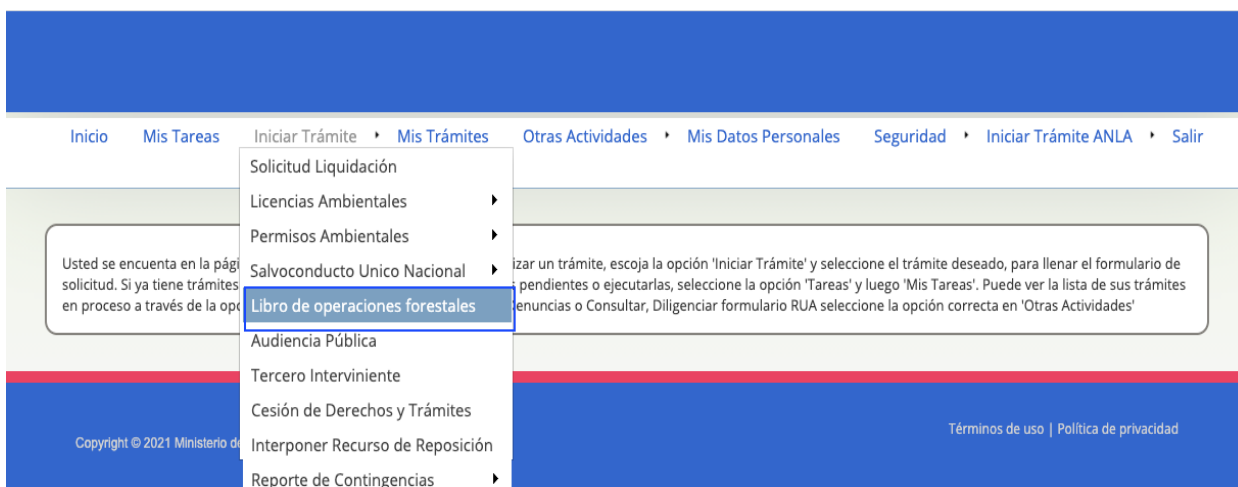 Inicio Mis Tareas Iniciar Trámite Mis Trámites Otras Actividades Mis Datos Personales Seguridad Iniciar Trámite ANLA Salir
Solicitud Liquidación
Licencias Ambientales
Permisos Ambientales
Salvoconducto Unico Nacional
Libro de operaciones forestales
Audiencia Pública
Tercero Interviniente
Cesión de Derechos y Trámites
Interponer Recurso de Reposición
Reporte de Contingencias
Usted se encuenta en la izar un trámite, escoja la opción 'Iniciar Trámite' y seleccione el trámite deseado, para llenar el formulario de
solicitud. Si ya tiene trámites pendientes o ejecutarlas, seleccione la opción 'Tareas' y luego 'Mis Tareas'. Puede ver la lista de sus trámites
en proceso a través de la Denuncias o Consultar, Diligenciar formulario RUA seleccione la opción correcta en 'Otras Actividades'
Copyright © 2021 Ministerio
Términos de uso | Política de privacidad